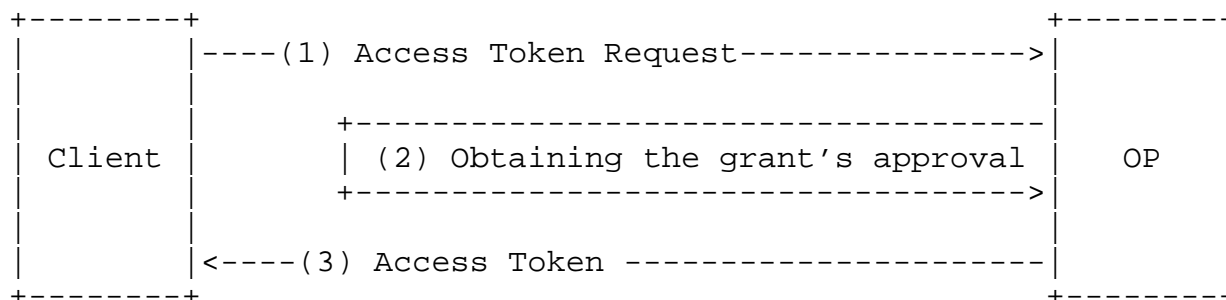 (1) Access Token Request
Client (2) Obtaining the grant's approval OP
(3) Access Token